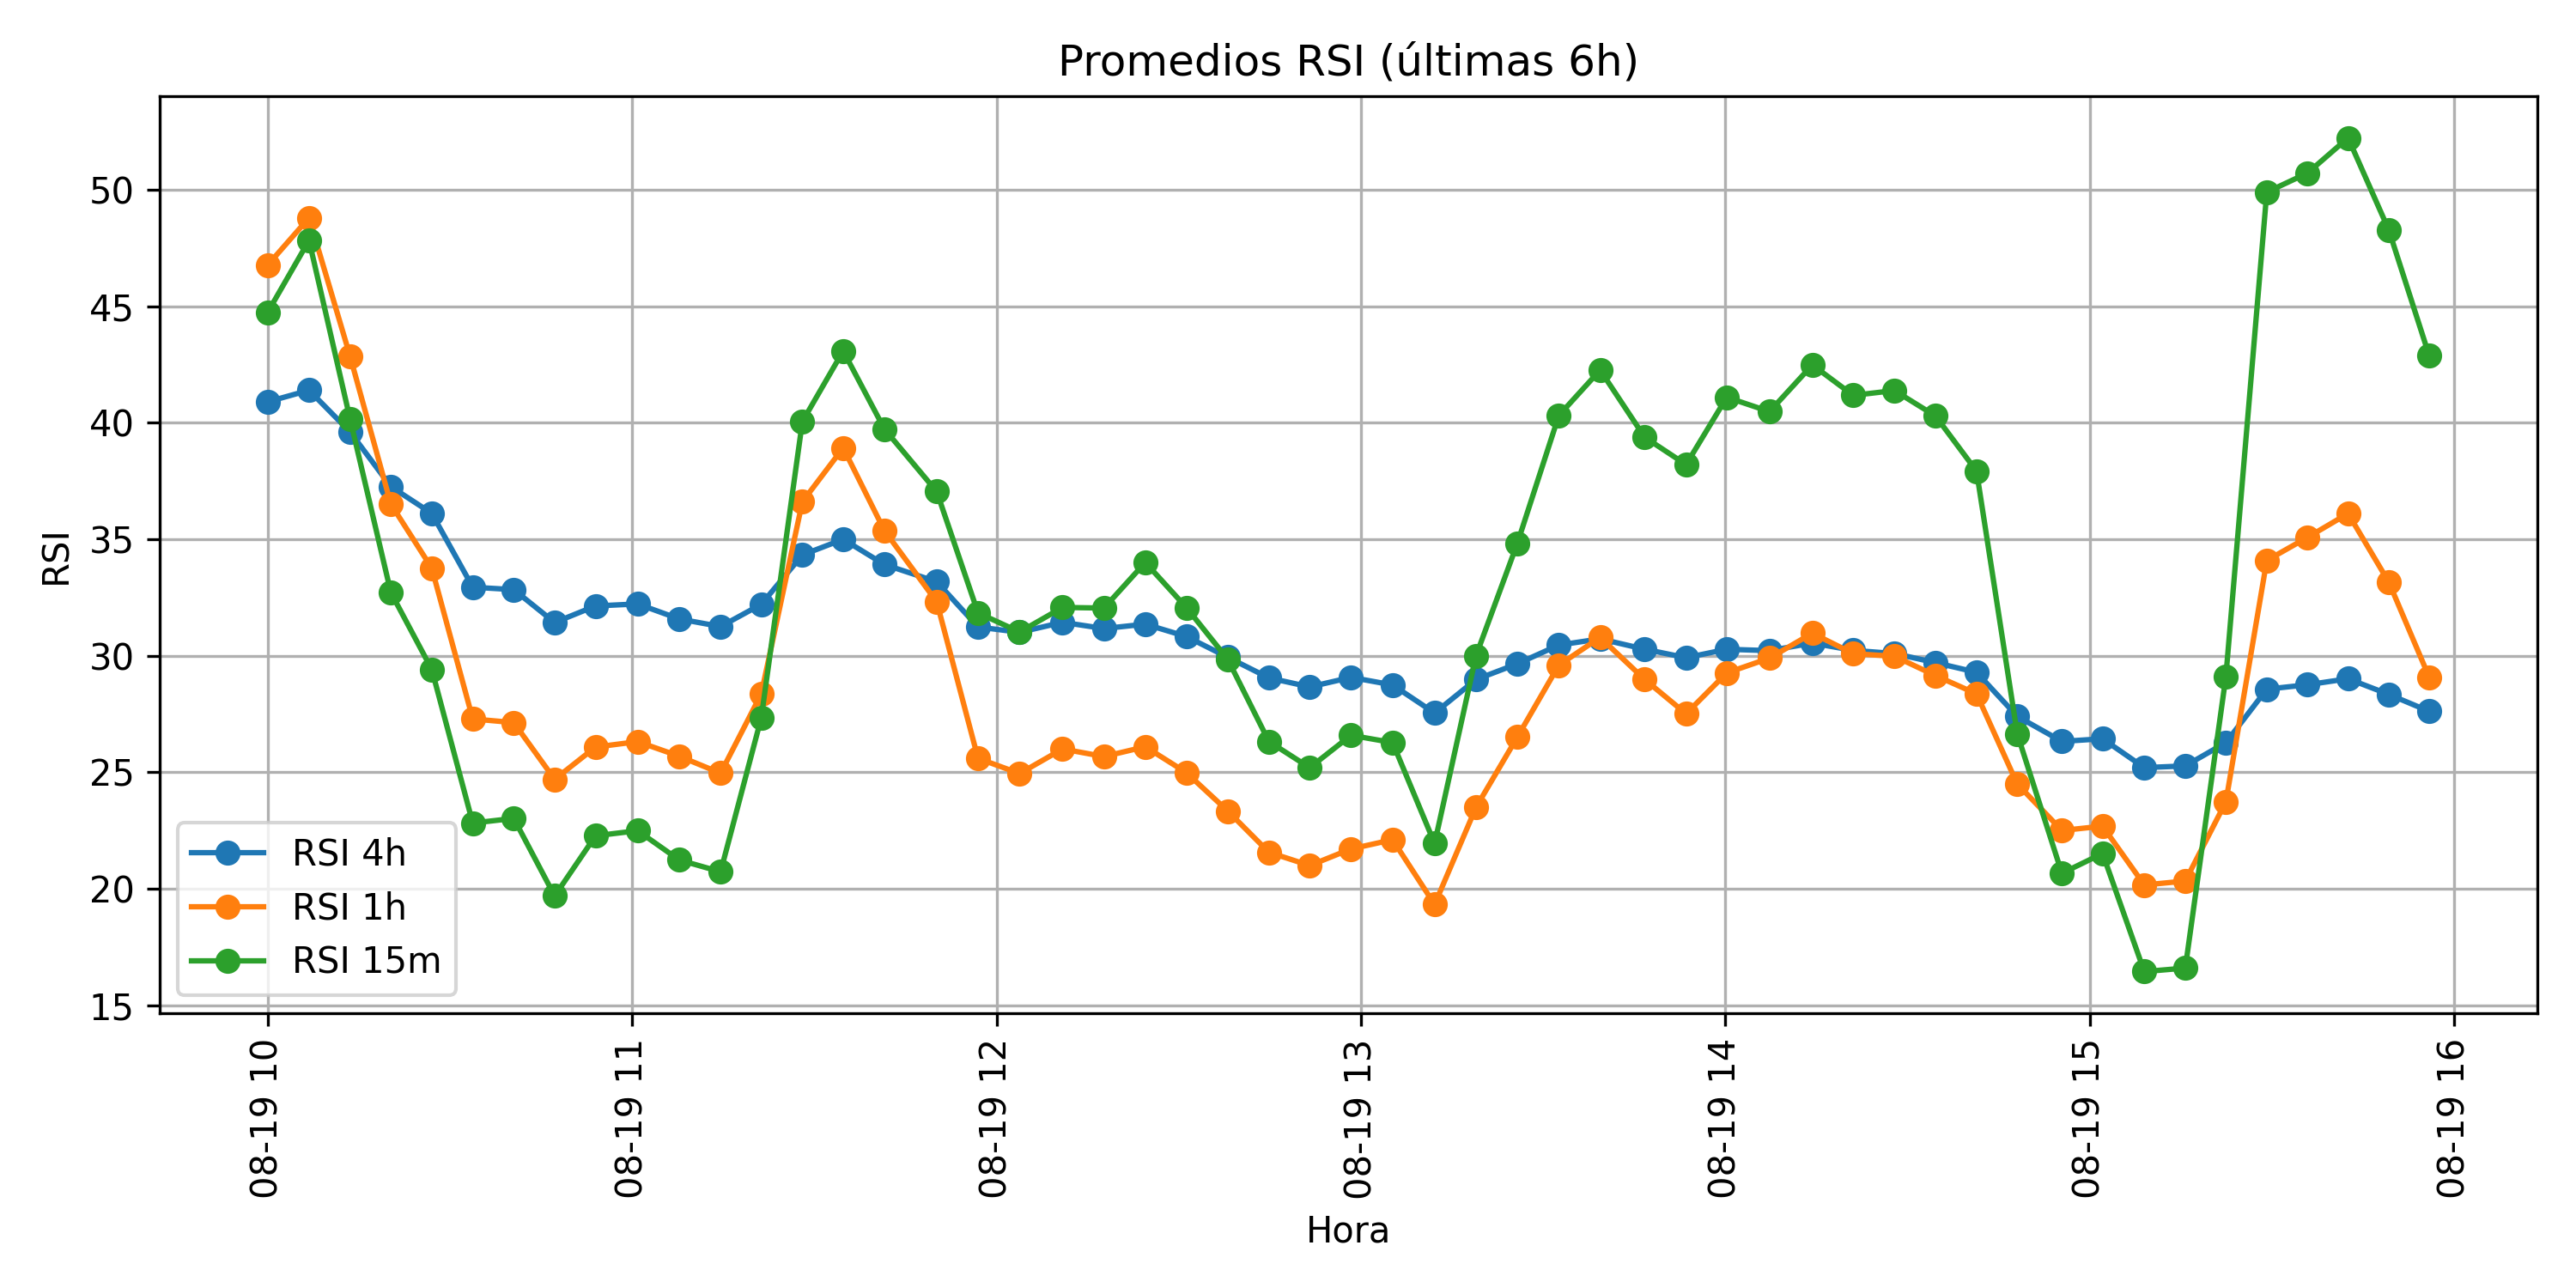 Promedios RSI (últimas 6h)
RSI
50
45
40
35
30
25
20
15
RSI 4h
RSI 1h
RSI 15m
08-19 10
08-19 11
08-19 12
08-19 13
08-19 14
08-19 15
08-19 16
Hora